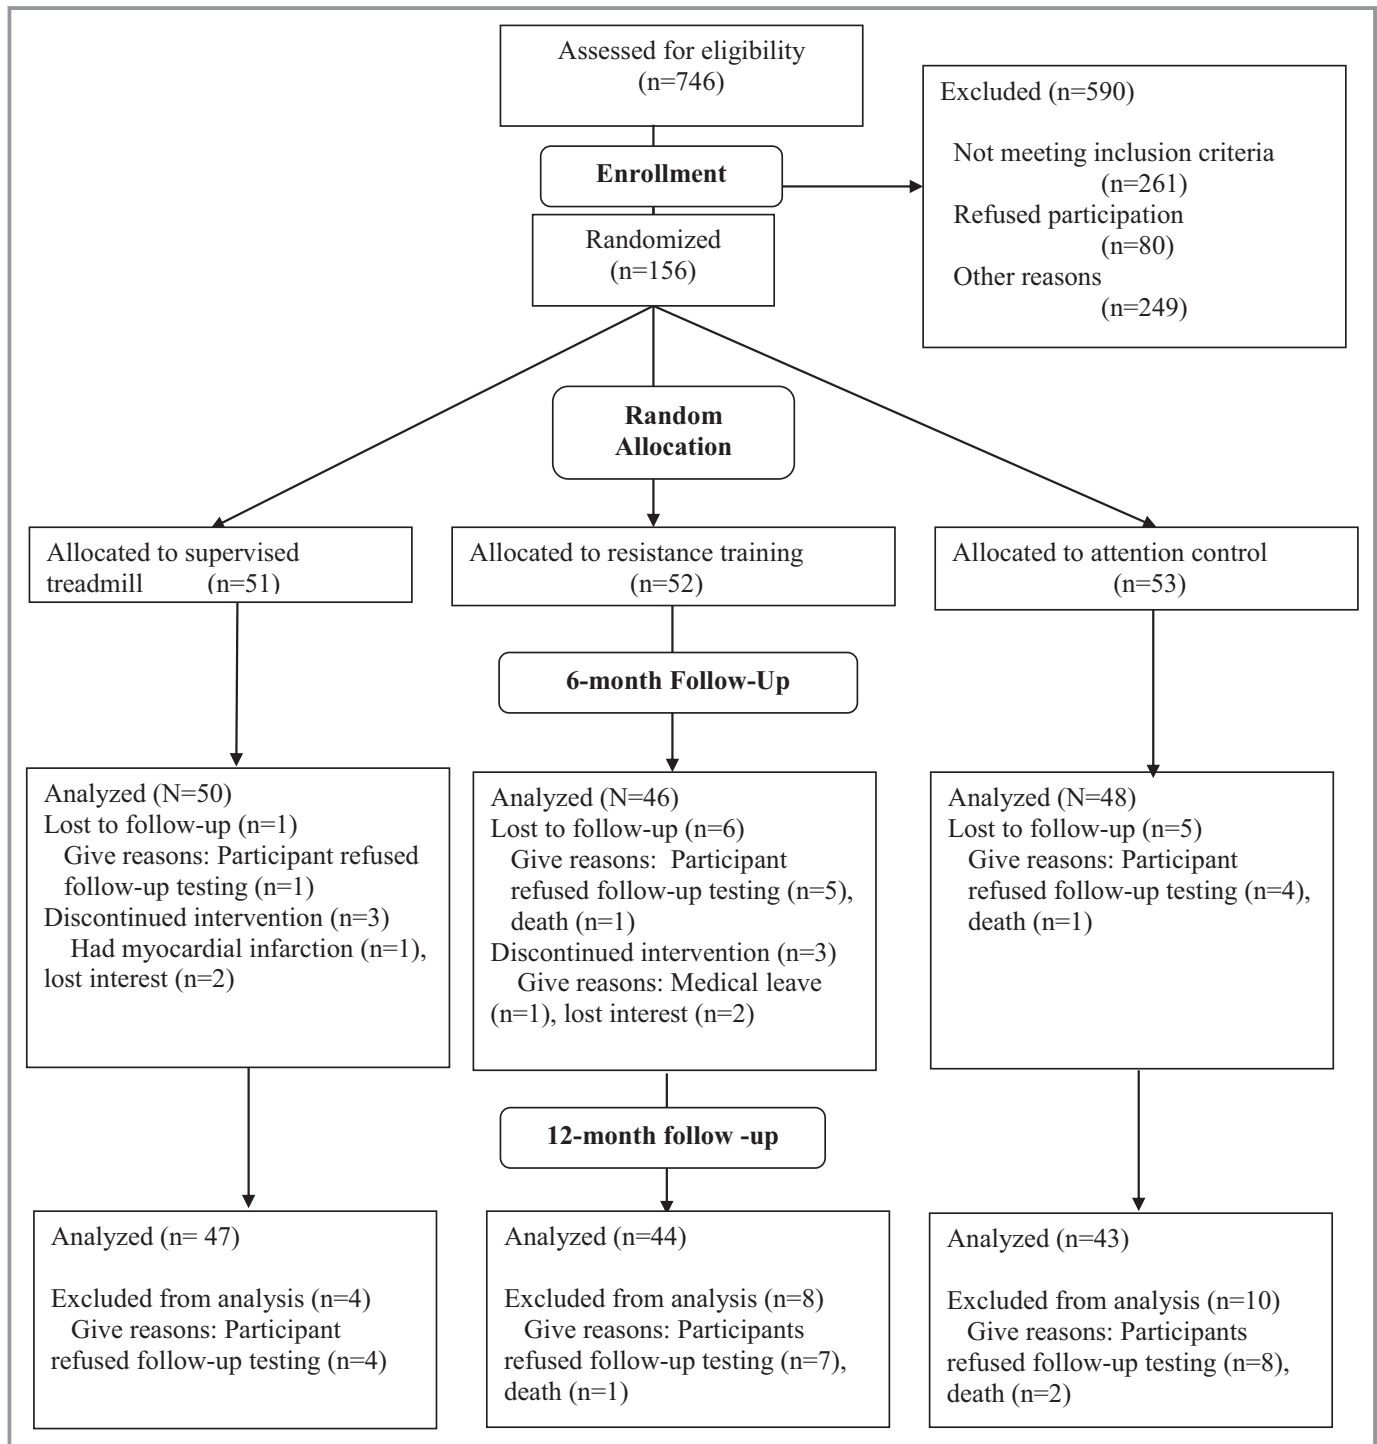 Assessed for eligibility
(n=746)
Excluded (n=590)
Not meeting inclusion criteria
(n=261)
Refused participation
(n=80)
Other reasons
(n=249)
Enrollment
Randomized
(n=156)
Random
Allocation
Allocated to supervised
treadmill (n=51)
Allocated to resistance training
(n=52)
Allocated to attention control
(n=53)
6-month Follow-Up
Analyzed (N=50)
Lost to follow-up (n=1)
Give reasons: Participant refused
follow-up testing (n=1)
Discontinued intervention (n=3)
Had myocardial infarction (n=1),
lost interest (n=2)
Analyzed (N=46)
Lost to follow-up (n=6)
Give reasons: Participant
refused follow-up testing (n=5),
death (n=1)
Discontinued intervention (n=3)
Give reasons: Medical leave
(n=1), lost interest (n=2)
Analyzed (N=48)
Lost to follow-up (n=5)
Give reasons: Participant
refused follow-up testing (n=4),
death (n=1)
12-month follow -up
Analyzed (n= 47)
Excluded from analysis (n=4)
Give reasons: Participant
refused follow-up testing (n=4)
Analyzed (n=44)
Excluded from analysis (n=8)
Give reasons: Participants
refused follow-up testing (n=7),
death (n=1)
Analyzed (n=43)
Excluded from analysis (n=10)
Give reasons: Participants
refused follow-up testing (n=8),
death (n=2)